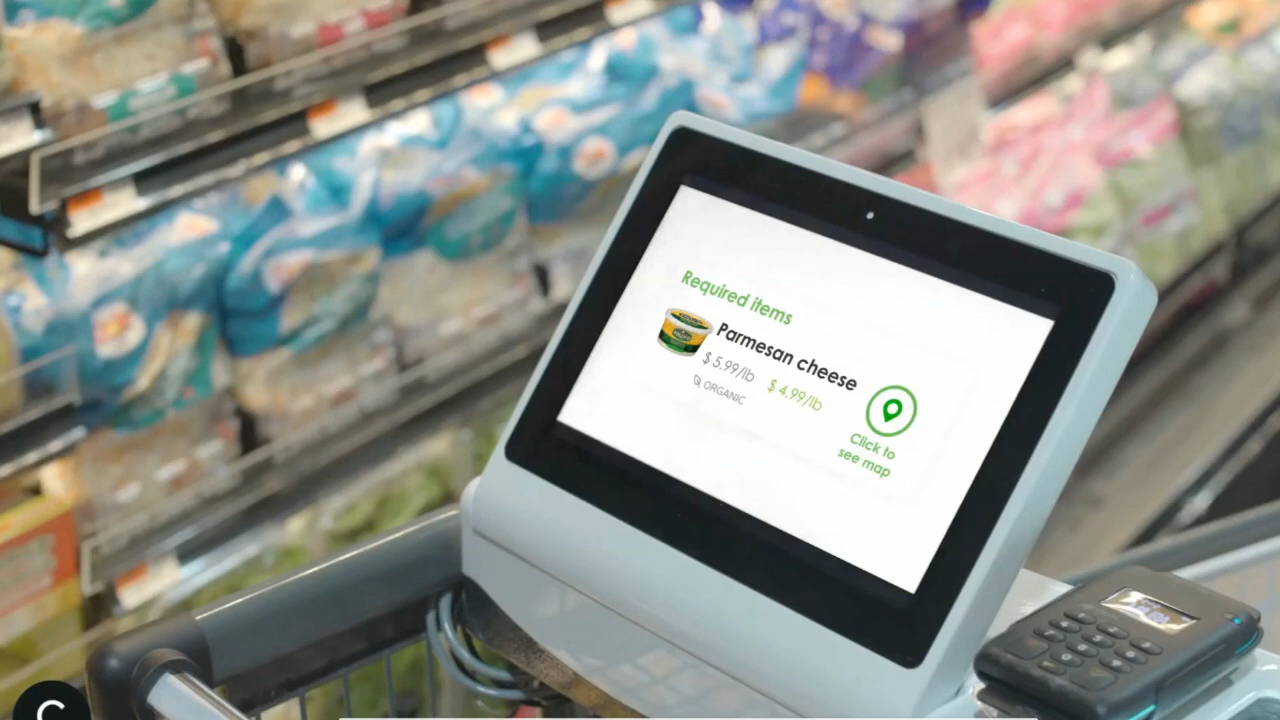 Required items
Parmesan cheese
$ 5.99/lb $ 4.99/lb
ORGANIC
Click to
see map